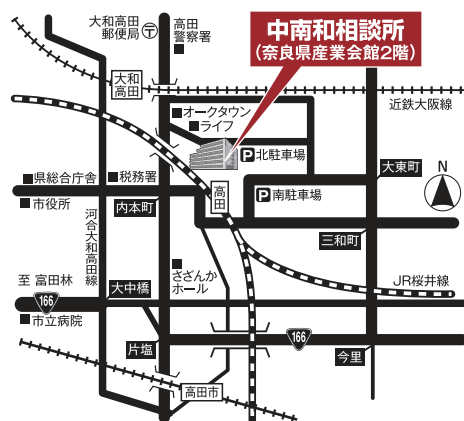 大和高田
郵便局
高田
警察署
中南和相談所
(奈良県産業会館2階)
大和
高田
近鉄大阪線
オークタウン
ライフ
P北駐車場
大東町
N
県総合庁舎
税務署
市役所
内本町
高田
P南駐車場
三和町
河合大和高田線
さざんか
ホール
JR桜井線
至 富田林
大中橋
166
市立病院
片塩
166
今里
高田市